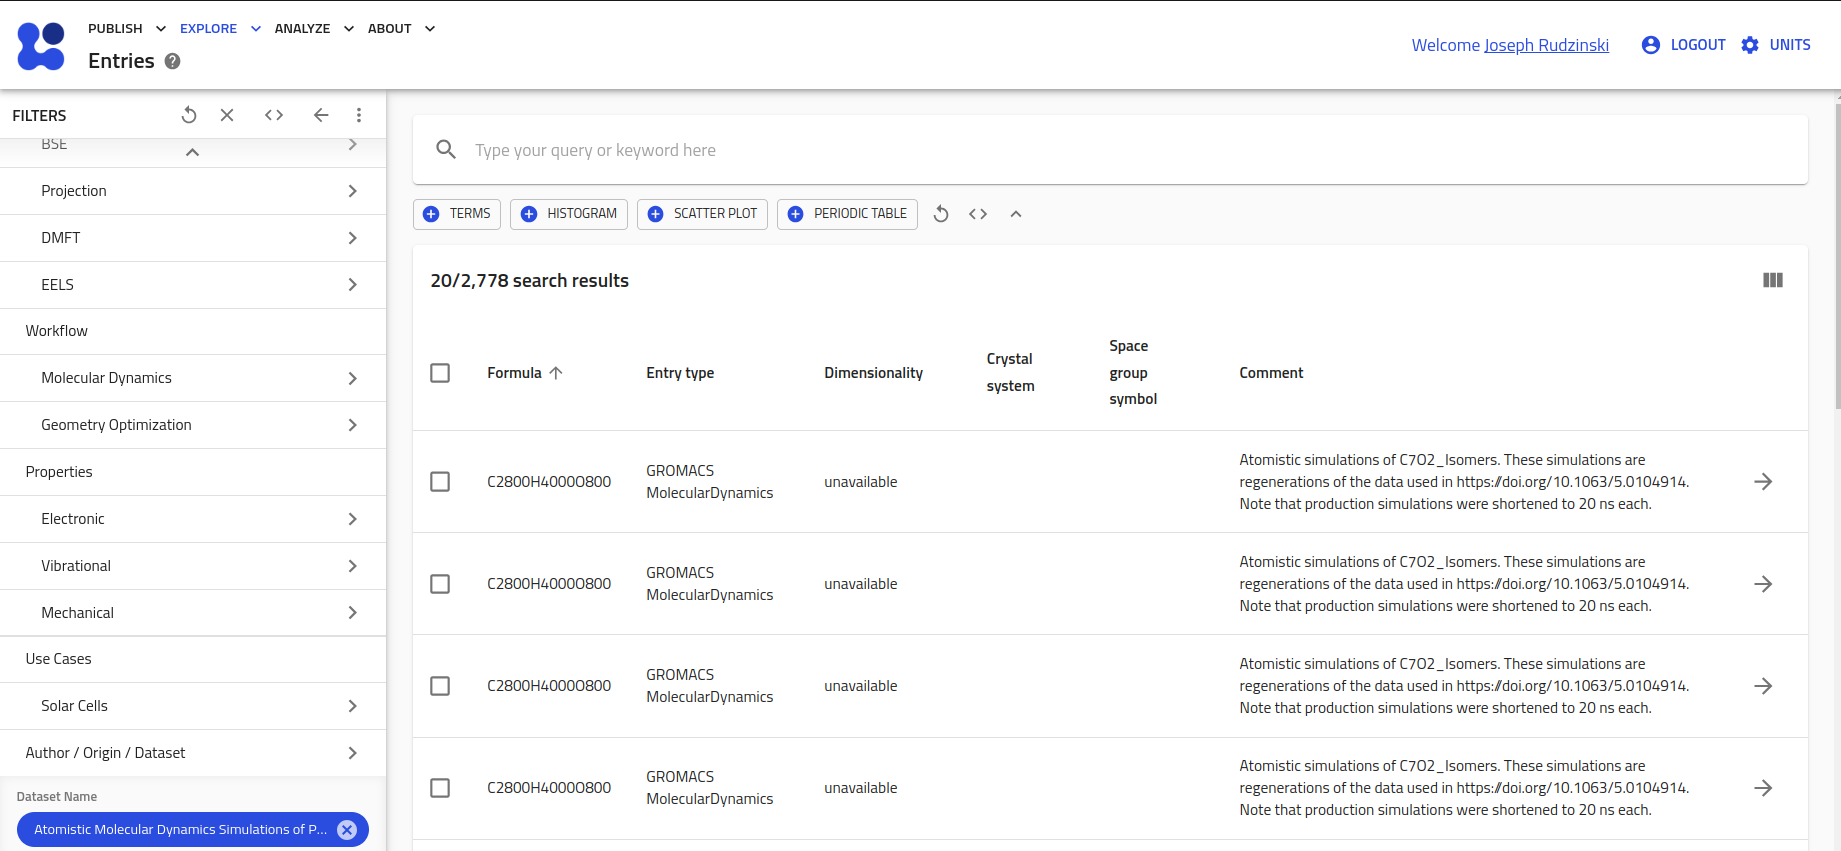 PUBLISH EXPLORE ANALYZE ABOUT
Entries
Welcome Joseph Rudzinski LOGOUT UNITS
FILTERS
BSE
Projection
DMFT
EELS
Workflow
Molecular Dynamics
Geometry Optimization
Properties
Electronic
Vibrational
Mechanical
Use Cases
Solar Cells
Author / Origin / Dataset
Dataset Name
Atomistic Molecular Dynamics Simulations of P...
Type your query or keyword here
TERMS HISTOGRAM SCATTER PLOT PERIODIC TABLE
20/2,778 search results
Formula Entry type Dimensionality Crystal system Space group symbol Comment
C2800H4000O800 GROMACS MolecularDynamics unavailable
Atomistic simulations of C7O2_Isomers. These simulations are
regenerations of the data used in https://doi.org/10.1063/5.0104914.
Note that production simulations were shortened to 20 ns each.
C2800H4000O800 GROMACS MolecularDynamics unavailable
Atomistic simulations of C7O2_Isomers. These simulations are
regenerations of the data used in https://doi.org/10.1063/5.0104914.
Note that production simulations were shortened to 20 ns each.
C2800H4000O800 GROMACS MolecularDynamics unavailable
Atomistic simulations of C7O2_Isomers. These simulations are
regenerations of the data used in https://doi.org/10.1063/5.0104914.
Note that production simulations were shortened to 20 ns each.
C2800H4000O800 GROMACS MolecularDynamics unavailable
Atomistic simulations of C7O2_Isomers. These simulations are
regenerations of the data used in https://doi.org/10.1063/5.0104914.
Note that production simulations were shortened to 20 ns each.